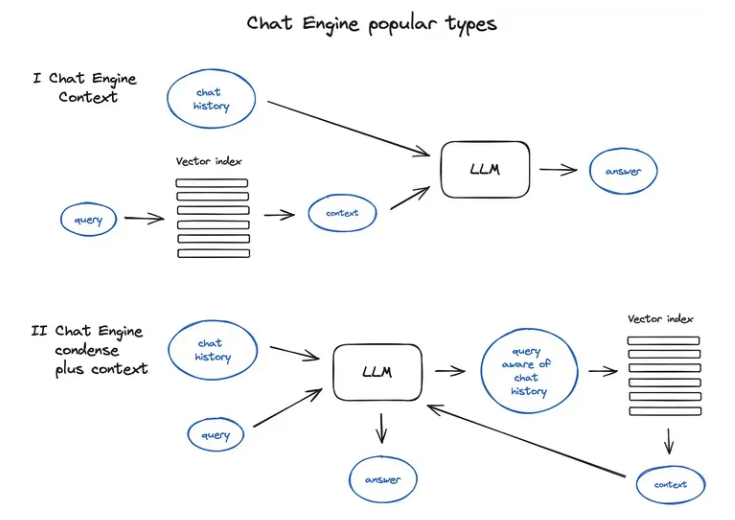 Chat Engine popular types
I Chat Engine
Context
chat
history
Vector index
query
context
LLM
answer
II Chat Engine
condense
plus context
chat
history
query
LLM
answer
query
aware of
chat
history
Vector index
context